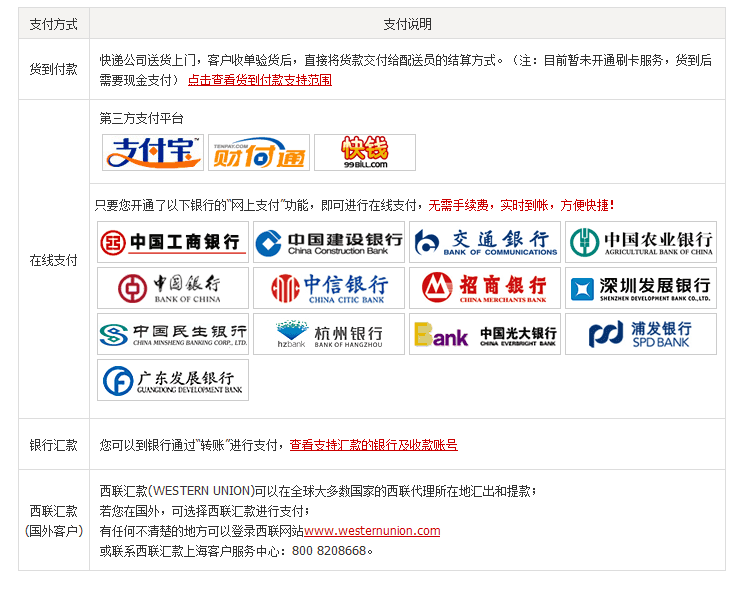 支付方式
支付说明
货到付款
快递公司送货上门，客户收单验货后，直接将货款交付给配送员的结算方式。（注：目前暂未开通刷卡服务，货到后
需要现金支付） 点击查看货到付款支持范围
在线支付
第三方支付平台
支付宝™
TENPAY.COM
财付通
快钱
99BILL.COM
只要您开通了以下银行的“网上支付”功能，即可进行在线支付，无需手续费，实时到帐，方便快捷！
中国工商银行
中国建设银行
China Construction Bank
交通银行
BANK OF COMMUNICATIONS
中国农业银行
AGRICULTURAL BANK OF CHINA
中国银行
BANK OF CHINA
中信银行
CHINA CITIC BANK
招商银行
CHINA MERCHANTS BANK
深圳发展银行
SHENZHEN DEVELOPMENT BANK CO.,LTD.
中国民生银行
CHINA MINSHENG BANKING CORP., LTD.
hzbank
杭州银行
BANK OF HANGZHOU
Bank
中国光大银行
CHINA EVERBRIGHT BANK
浦发银行
SPD BANK
广东发展银行
GUANGDONG DEVELOPMENT BANK
银行汇款
您可以到银行通过“转账”进行支付，查看支持汇款的银行及收款账号
西联汇款
(国外客户)
西联汇款(WESTERN UNION)可以在全球大多数国家的西联代理所在地汇出和提款；
若您在国外，可选择西联汇款进行支付；
有任何不清楚的地方可以登录西联网站www.westernunion.com
或联系西联汇款上海客户服务中心：800 8208668。